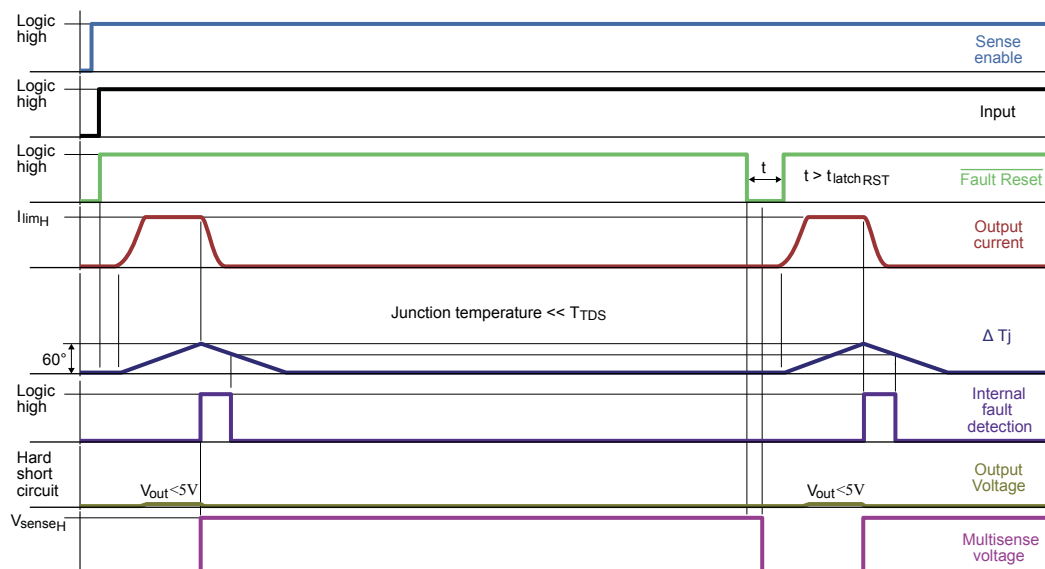 Logic
high
Sense
enable
Logic
high
Input
Logic
high
t
t > tlatchRST
Fault Reset
IlimH
Output
current
Junction temperature << TTDS
60°
Δ Tj
Logic
high
Internal
fault
detection
Hard
short
circuit
Vout<5V
Vout<5V
Output
Voltage
VsenseH
Multisense
voltage